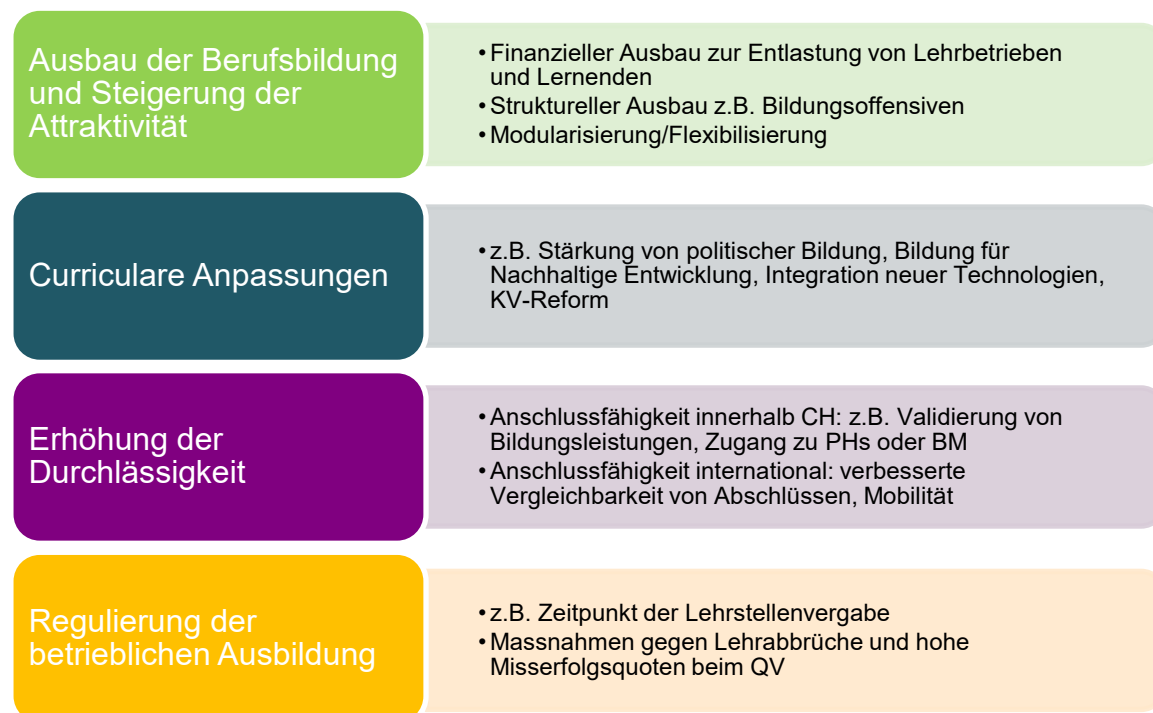 Ausbau der Berufsbildung
und Steigerung der
Attraktivität
•Finanzieller Ausbau zur Entlastung von Lehrbetrieben
und Lernenden
•Struktureller Ausbau z.B. Bildungsoffensiven
•Modularisierung/Flexibilisierung
Curriculare Anpassungen
•z.B. Stärkung von politischer Bildung, Bildung für
Nachhaltige Entwicklung, Integration neuer Technologien,
KV-Reform
Erhöhung der
Durchlässigkeit
•Anschlussfähigkeit innerhalb CH: z.B. Validierung von
Bildungsleistungen, Zugang zu PHs oder BM
•Anschlussfähigkeit international: verbesserte
Vergleichbarkeit von Abschlüssen, Mobilität
Regulierung der
betrieblichen Ausbildung
•z.B. Zeitpunkt der Lehrstellenvergabe
•Massnahmen gegen Lehrabbrüche und hohe
Misserfolgsquoten beim QV